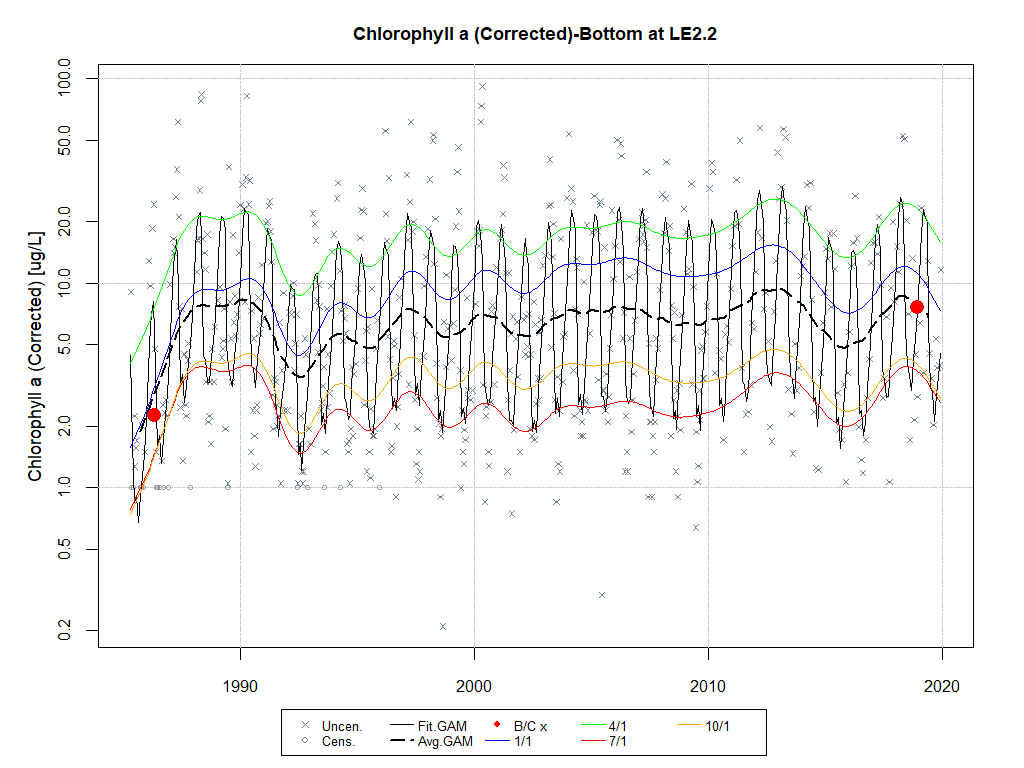 Chlorophyll a (Corrected)-Bottom at LE2.2
Chlorophyll a (Corrected) [ug/L]
100.0
50.0
20.0
10.0
5.0
2.0
1.0
0.5
0.2
1990 2000 2010 2020
Uncen. Fit.GAM B/C x 4/1 10/1
Cens. Avg.GAM 1/1 7/1